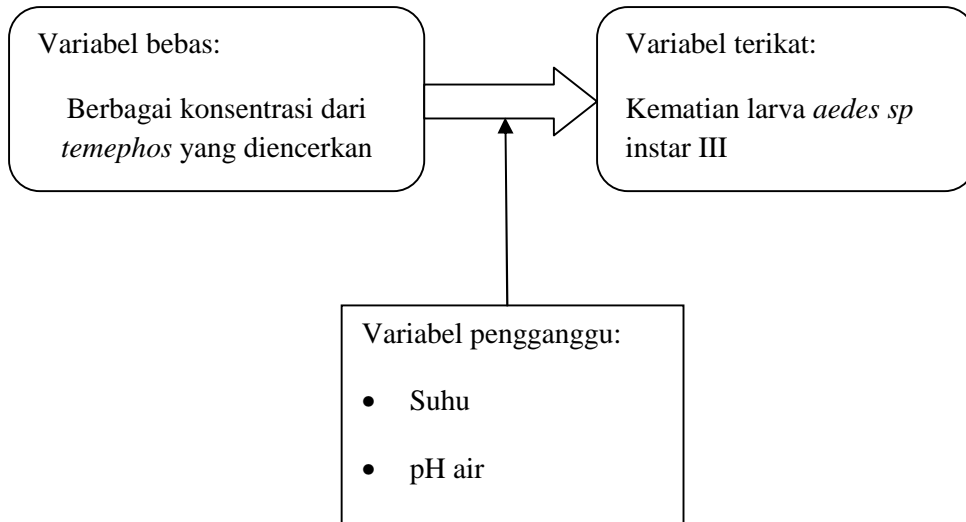 Variabel bebas:
Berbagai konsentrasi dari
temephos yang diencerkan
Variabel terikat:
Kematian larva aedes sp
instar III
Variabel pengganggu:
• Suhu
• pH air